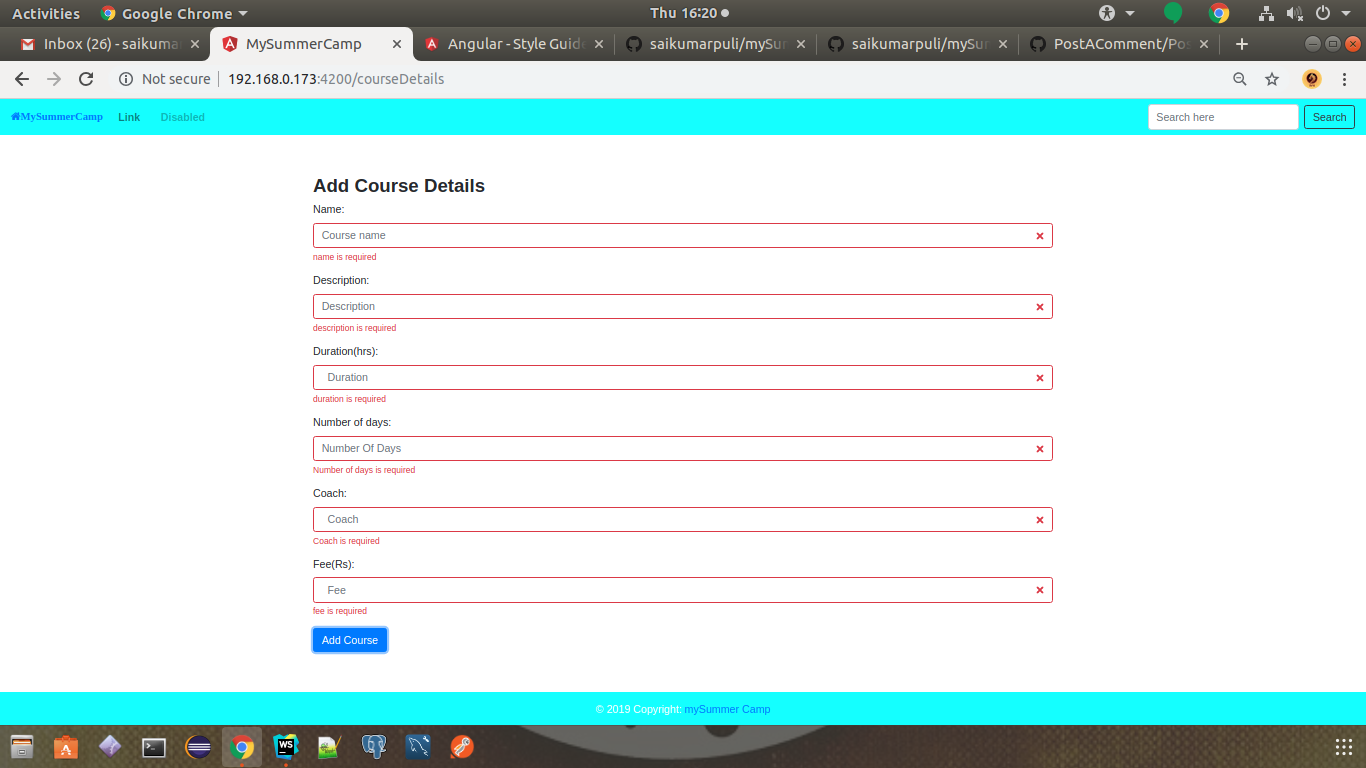 Activities Google Chrome Thu 16:20
Inbox (26) - saikuma MySummerCamp Angular - Style Guide saikumarpuli/mySum saikumarpuli/mySum PostAComment/Pos
Not secure 192.168.0.173:4200/courseDetails
MySummerCamp Link Disabled Search here Search
Add Course Details
Name:
Course name
name is required
Description:
Description
description is required
Duration(hrs):
Duration
duration is required
Number of days:
Number Of Days
Number of days is required
Coach:
Coach
Coach is required
Fee(Rs):
Fee
fee is required
Add Course
© 2019 Copyright: mySummer Camp
WS